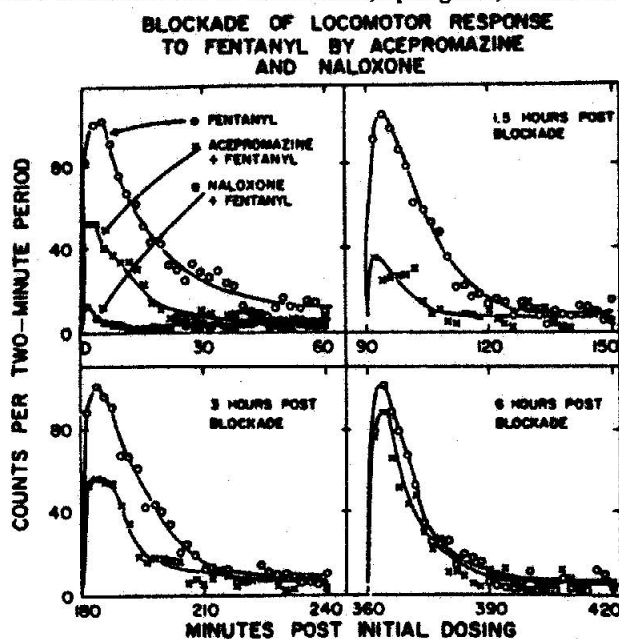 BLOCKADE OF LOCOMOTOR RESPONSE
TO FENTANYL BY ACEPROMAZINE
AND NALOXONE
COUNTS PER TWO-MINUTE PERIOD
80
40
0
FENTANYL
ACEPROMAZINE
+ FENTANYL
NALOXONE
+ FENTANYL
0 30 60
1.5 HOURS POST
BLOCKADE
90 120 150
80
40
0
3 HOURS POST
BLOCKADE
180 210 240
6 HOURS POST
BLOCKADE
360 390 420
MINUTES POST INITIAL DOSING